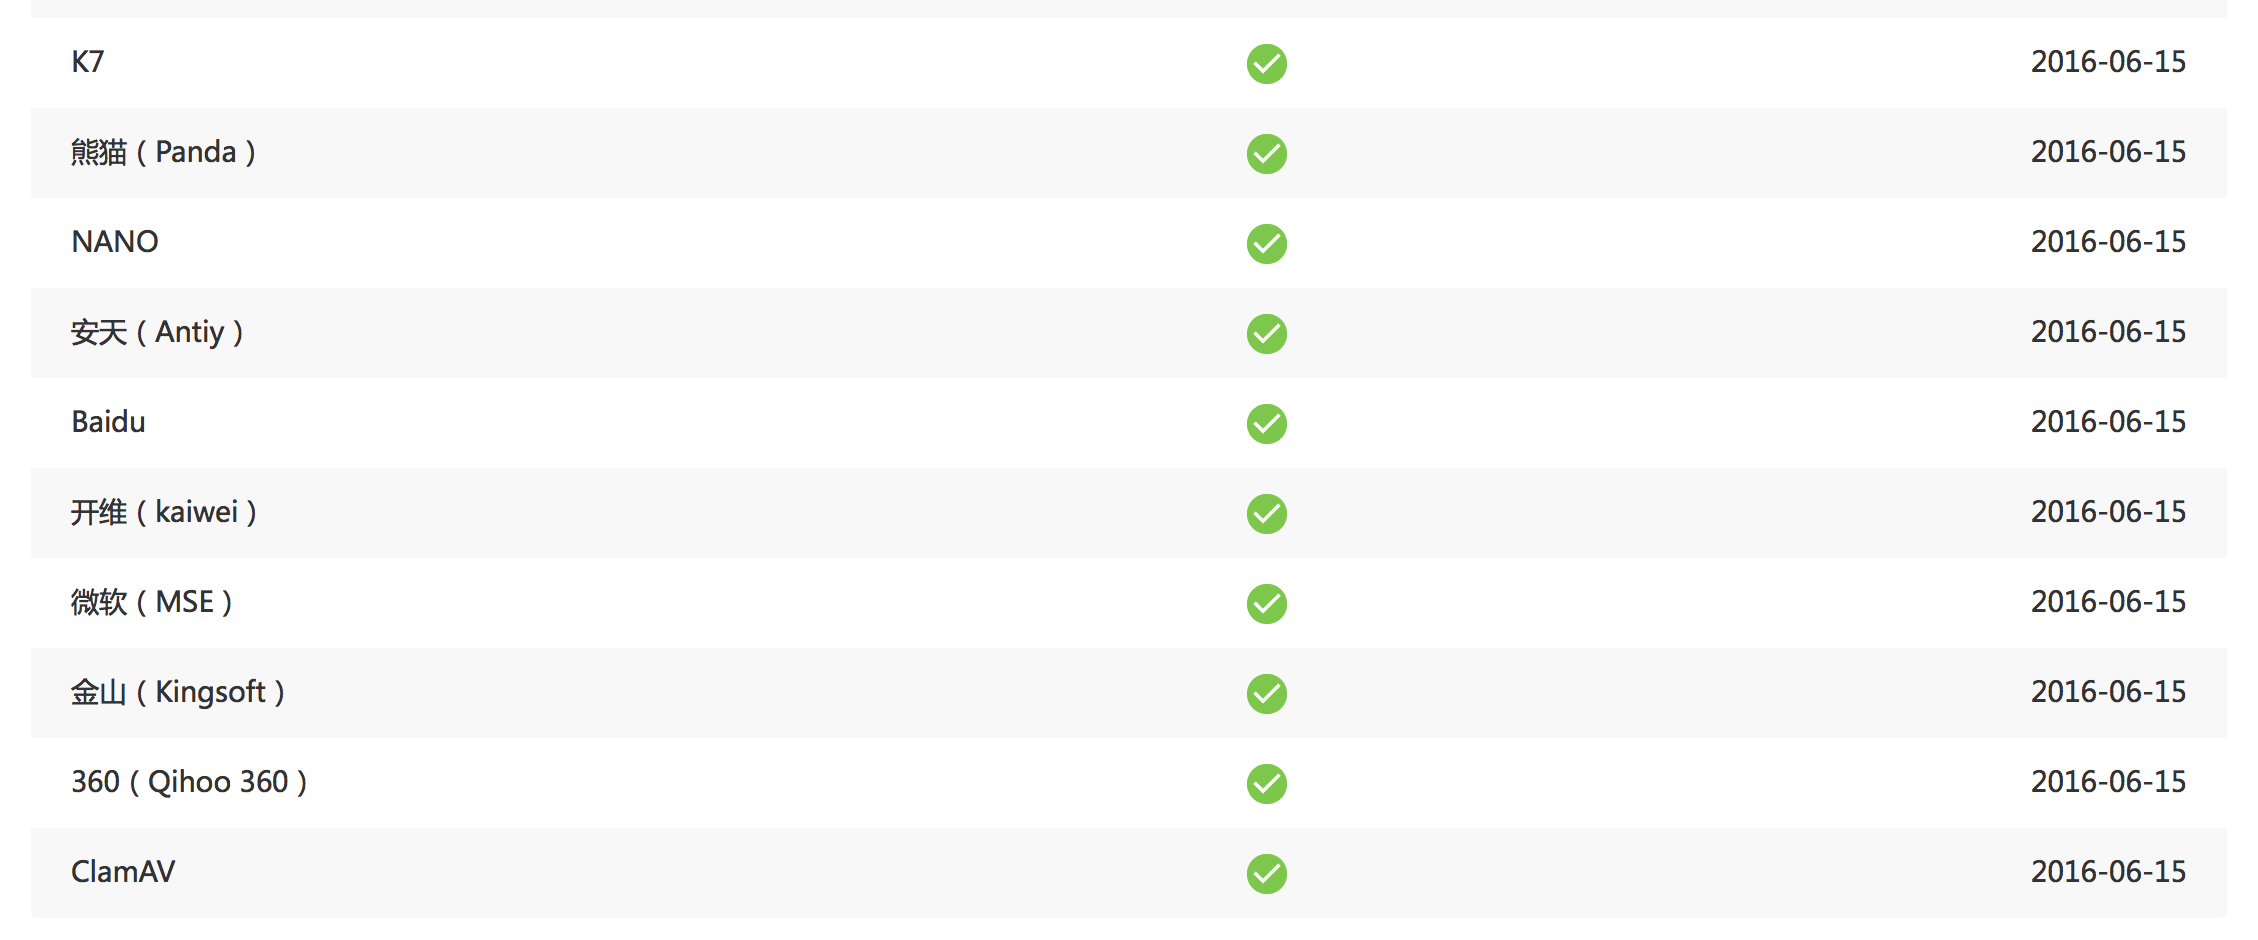 K7 2016-06-15
熊猫（Panda） 2016-06-15
NANO 2016-06-15
安天（Antiy） 2016-06-15
Baidu 2016-06-15
开维（kaiwei） 2016-06-15
微软（MSE） 2016-06-15
金山（Kingsoft） 2016-06-15
360（Qihoo 360） 2016-06-15
ClamAV 2016-06-15